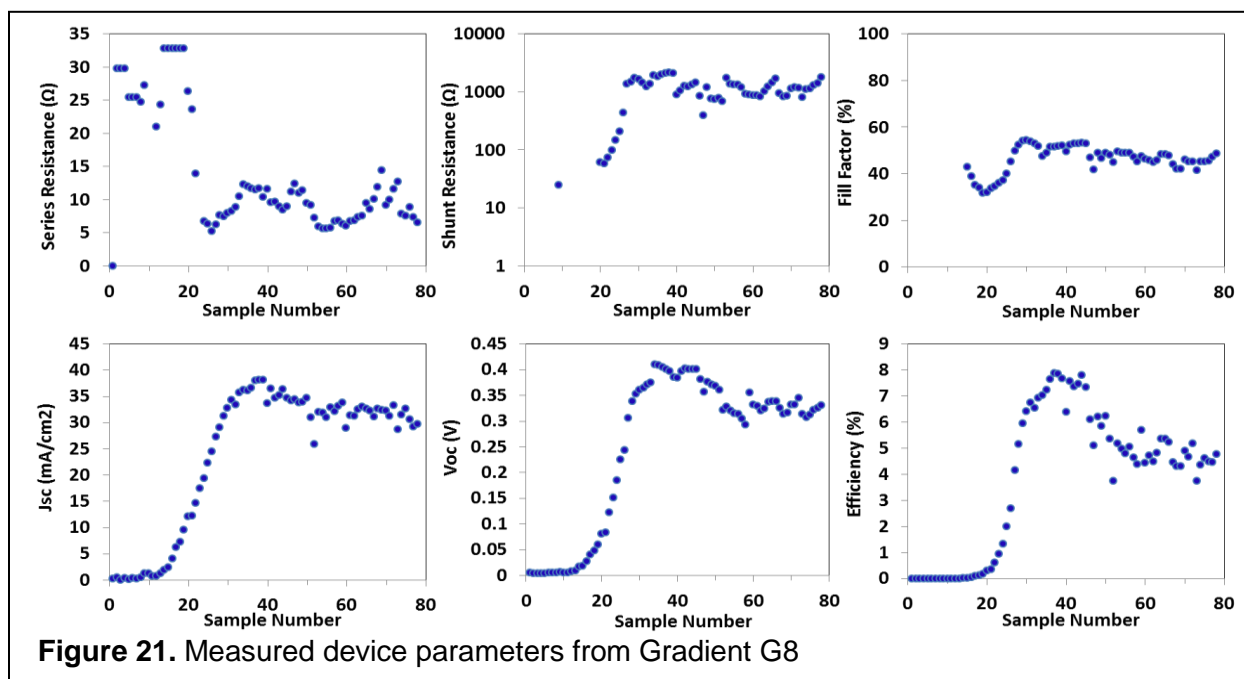 35
30
25
20
15
10
5
0
Series Resistance (Ω)
0 20 40 60 80
Sample Number
10000
1000
100
10
1
Shunt Resistance (Ω)
0 20 40 60 80
Sample Number
100
80
60
40
20
0
Fill Factor (%)
0 20 40 60 80
Sample Number
45
40
35
30
25
20
15
10
5
0
Jsc (mA/cm2)
0 20 40 60 80
Sample Number
0.45
0.4
0.35
0.3
0.25
0.2
0.15
0.1
0.05
0
Voc (V)
0 20 40 60 80
Sample Number
9
8
7
6
5
4
3
2
1
0
Efficiency (%)
0 20 40 60 80
Sample Number
Figure 21. Measured device parameters from Gradient G8